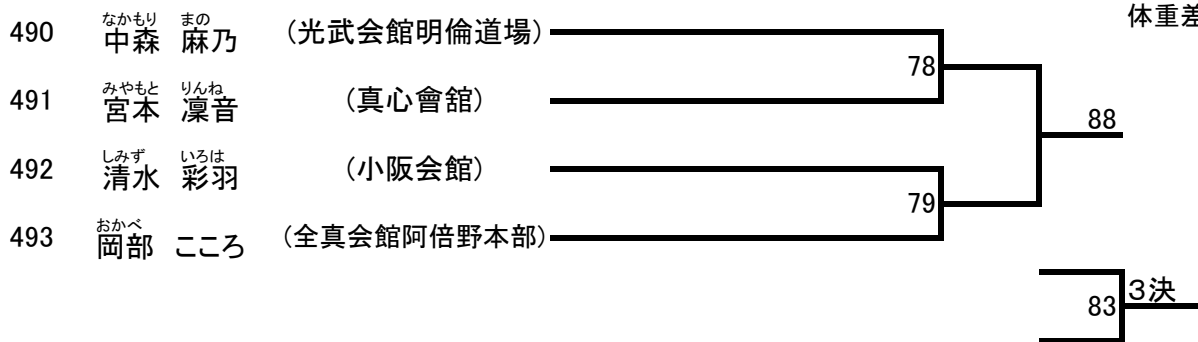 体重差
490 なかもり まの 中森 麻乃 (光武会館明倫道場)
78
491 みやもと りんね 宮本 凜音 (真心會舘)
88
492 しみず いろは 清水 彩羽 (小阪会館)
79
493 おかべ 岡部 こころ (全真会館阿倍野本部)
83 3決